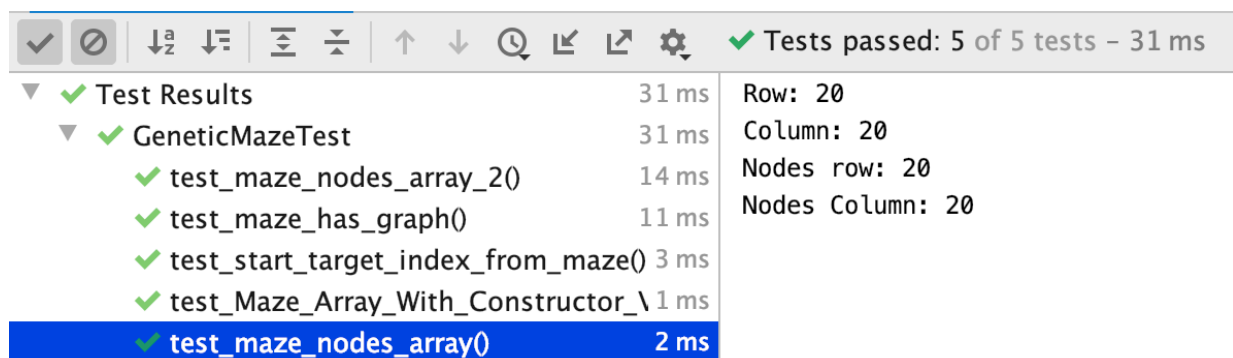 Tests passed: 5 of 5 tests – 31 ms
Test Results 31 ms
GeneticMazeTest 31 ms
test_maze_nodes_array_2() 14 ms
test_maze_has_graph() 11 ms
test_start_target_index_from_maze() 3 ms
test_Maze_Array_With_Constructor_ 1 ms
test_maze_nodes_array() 2 ms
Row: 20
Column: 20
Nodes row: 20
Nodes Column: 20